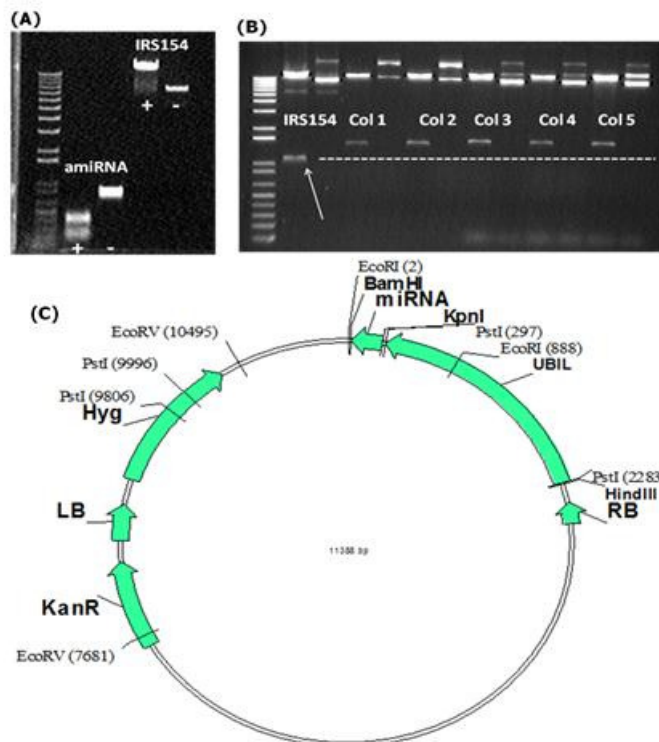 (A)
IRS154
+ -
amiRNA
+ -
(B)
IRS154 Col 1 Col 2 Col 3 Col 4 Col 5
(C)
EcoRI (2)
BamHI
miRNA
KpnI
PstI (297)
EcoRI (888)
UBIL
EcoRV (10495)
PstI (9996)
PstI (9806)
Hyg
PstI (2283
HindIII
LB
RB
11358 bp
KanR
EcoRV (7681)